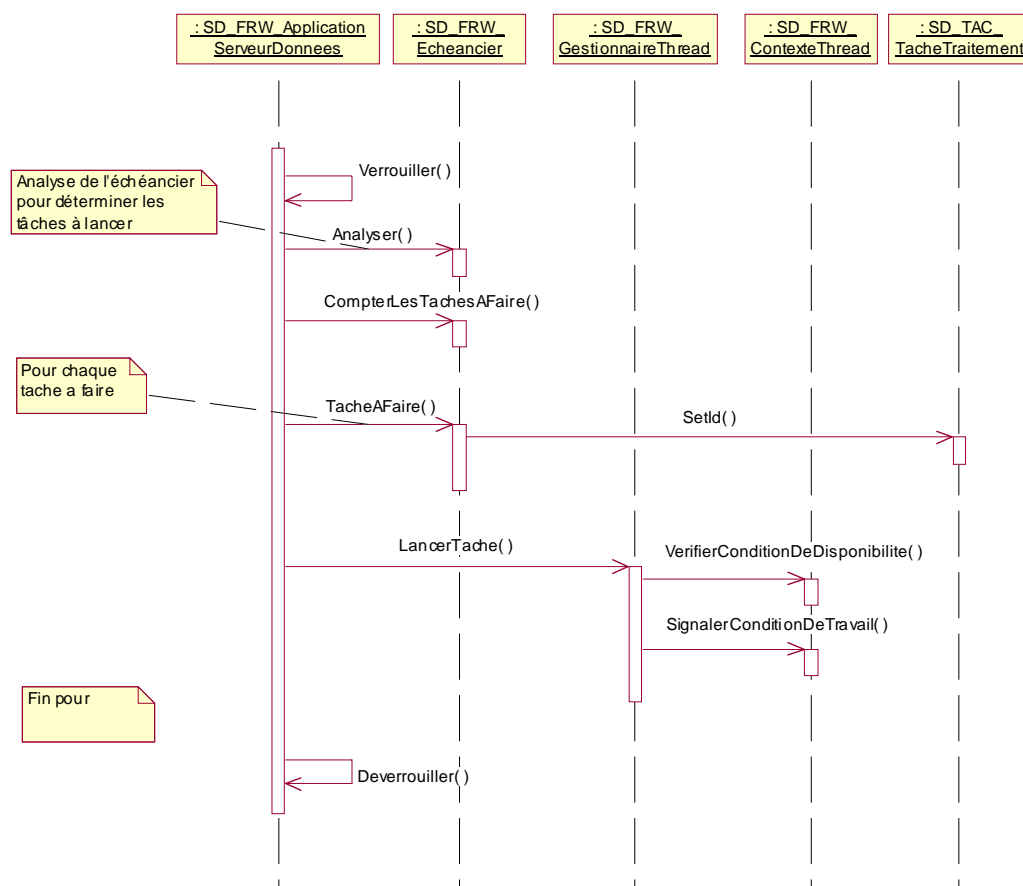 : SD_FRW_Application
ServeurDonnees
: SD_FRW_
Echeancier
: SD_FRW_
GestionnaireThread
: SD_FRW_
ContexteThread
: SD_TAC_
TacheTraitement
Verrouiller( )
Analyse de l'échéancier
pour déterminer les
tâches à lancer
Analyser( )
CompterLesTachesAFaire( )
Pour chaque
tache a faire
TacheAFaire( )
SetId( )
LancerTache( )
VerifierConditionDeDisponibilite( )
SignalerConditionDeTravail( )
Fin pour
Deverrouiller( )